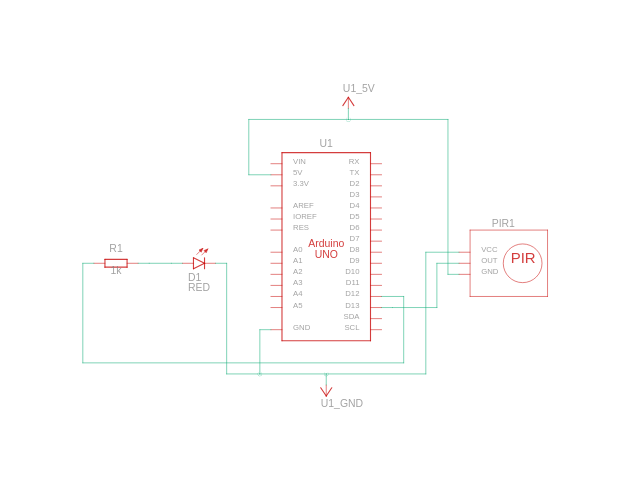 U1_5V
U1
VIN
5V
3.3V
AREF
IOREF
RES
A0
A1
A2
A3
A4
A5
GND
Arduino
UNO
RX
TX
D2
D3
D4
D5
D6
D7
D8
D9
D10
D11
D12
D13
SDA
SCL
R1
1k
D1
RED
PIR1
VCC
OUT
GND
PIR
U1_GND